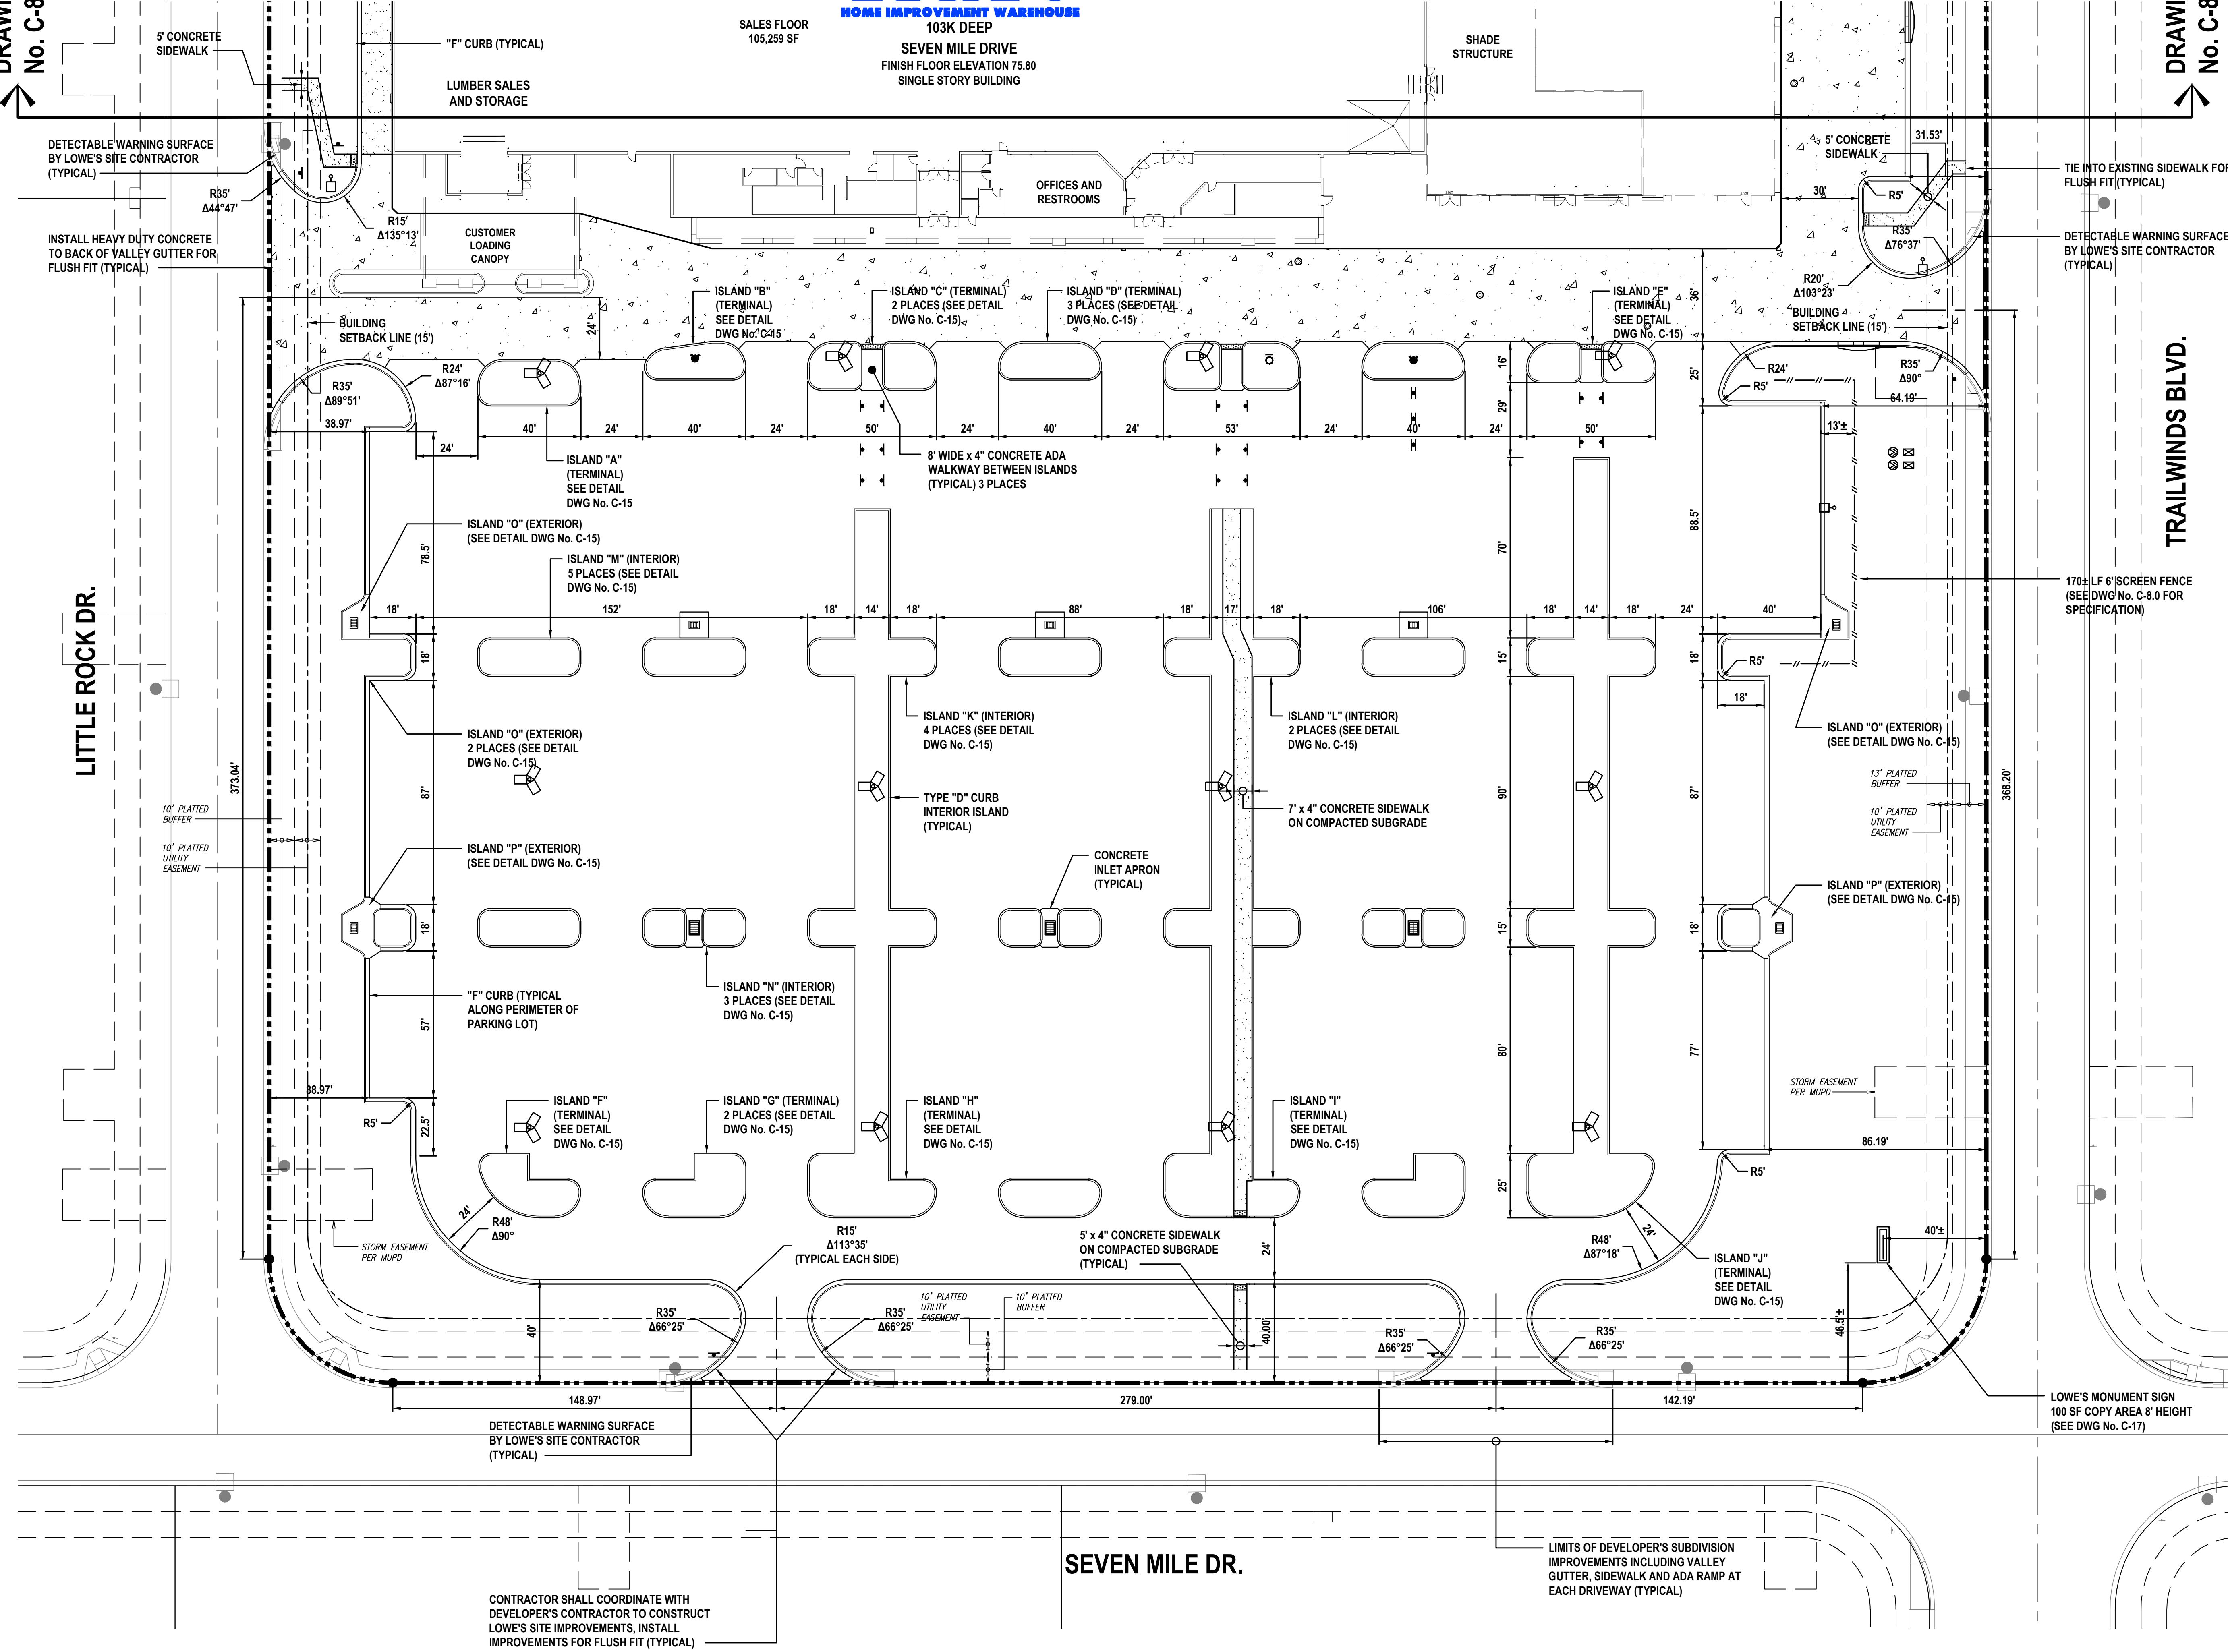 DRAWI
No. C-8
5' CONCRETE
SIDEWALK
"F" CURB (TYPICAL)
LUMBER SALES
AND STORAGE
SALES FLOOR
105,259 SF
HOME IMPROVEMENT WAREHOUSE
103K DEEP
SEVEN MILE DRIVE
FINISH FLOOR ELEVATION 75.80
SINGLE STORY BUILDING
SHADE
STRUCTURE
DRAWI
No. C-8
DETECTABLE WARNING SURFACE
BY LOWE'S SITE CONTRACTOR
(TYPICAL)
R35'
Δ44°47'
R15'
Δ135°13'
INSTALL HEAVY DUTY CONCRETE
TO BACK OF VALLEY GUTTER FOR
FLUSH FIT (TYPICAL)
CUSTOMER
LOADING
CANOPY
OFFICES AND
RESTROOMS
5' CONCRETE
SIDEWALK
31.53'
30'
R5'
R35'
Δ76°37'
R20'
Δ103°23'
TIE INTO EXISTING SIDEWALK FOR
FLUSH FIT (TYPICAL)
DETECTABLE WARNING SURFACE
BY LOWE'S SITE CONTRACTOR
(TYPICAL)
BUILDING
SETBACK LINE (15')
24'
ISLAND "B"
(TERMINAL)
SEE DETAIL
DWG No. C-15
ISLAND "C" (TERMINAL)
2 PLACES (SEE DETAIL
DWG No. C-15)
ISLAND "D" (TERMINAL)
3 PLACES (SEE DETAIL
DWG No. C-15)
ISLAND "E"
(TERMINAL)
SEE DETAIL
DWG No. C-15)
36'
BUILDING
SETBACK LINE (15')
R35'
Δ89°51'
R24'
Δ87°16'
38.97'
24'
40'
24'
40'
24'
50'
24'
40'
24'
53'
24'
40'
24'
50'
16'
29'
25'
R24'
R5'
R35'
Δ90°
64.19'
13'±
ISLAND "A"
(TERMINAL)
SEE DETAIL
DWG No. C-15
8' WIDE x 4" CONCRETE ADA
WALKWAY BETWEEN ISLANDS
(TYPICAL) 3 PLACES
TRAILWINDS BLVD.
ISLAND "O" (EXTERIOR)
(SEE DETAIL DWG No. C-15)
78.5'
ISLAND "M" (INTERIOR)
5 PLACES (SEE DETAIL
DWG No. C-15)
70'
88.5'
170± LF 6' SCREEN FENCE
(SEE DWG No. C-8.0 FOR
SPECIFICATION)
18'
152'
18'
14'
18'
88'
18'
17'
18'
106'
18'
14'
18'
24'
40'
LITTLE ROCK DR.
18'
15'
18'
R5'
18'
ISLAND "O" (EXTERIOR)
2 PLACES (SEE DETAIL
DWG No. C-15)
ISLAND "K" (INTERIOR)
4 PLACES (SEE DETAIL
DWG No. C-15)
ISLAND "L" (INTERIOR)
2 PLACES (SEE DETAIL
DWG No. C-15)
ISLAND "O" (EXTERIOR)
(SEE DETAIL DWG No. C-15)
373.04'
87'
90'
87'
368.20'
10' PLATTED
BUFFER
10' PLATTED
UTILITY
EASEMENT
TYPE "D" CURB
INTERIOR ISLAND
(TYPICAL)
7' x 4" CONCRETE SIDEWALK
ON COMPACTED SUBGRADE
13' PLATTED
BUFFER
10' PLATTED
UTILITY
EASEMENT
ISLAND "P" (EXTERIOR)
(SEE DETAIL DWG No. C-15)
CONCRETE
INLET APRON
(TYPICAL)
ISLAND "P" (EXTERIOR)
(SEE DETAIL DWG No. C-15)
18'
15'
18'
"F" CURB (TYPICAL
ALONG PERIMETER OF
PARKING LOT)
ISLAND "N" (INTERIOR)
3 PLACES (SEE DETAIL
DWG No. C-15)
57'
80'
77'
38.97'
R5'
22.5'
ISLAND "F"
(TERMINAL)
SEE DETAIL
DWG No. C-15)
ISLAND "G" (TERMINAL)
2 PLACES (SEE DETAIL
DWG No. C-15)
ISLAND "H"
(TERMINAL)
SEE DETAIL
DWG No. C-15)
ISLAND "I"
(TERMINAL)
SEE DETAIL
DWG No. C-15)
STORM EASEMENT
PER MUPD
86.19'
R5'
25'
24'
R48'
Δ90°
STORM EASEMENT
PER MUPD
R15'
Δ113°35'
(TYPICAL EACH SIDE)
5' x 4" CONCRETE SIDEWALK
ON COMPACTED SUBGRADE
(TYPICAL)
24'
R48'
Δ87°18'
24'
ISLAND "J"
(TERMINAL)
SEE DETAIL
DWG No. C-15)
40'±
46.5'±
40'
R35'
Δ66°25'
R35'
Δ66°25'
10' PLATTED
UTILITY
EASEMENT
10' PLATTED
BUFFER
40.00'
R35'
Δ66°25'
R35'
Δ66°25'
148.97'
279.00'
142.19'
LOWE'S MONUMENT SIGN
100 SF COPY AREA 8' HEIGHT
(SEE DWG No. C-17)
DETECTABLE WARNING SURFACE
BY LOWE'S SITE CONTRACTOR
(TYPICAL)
SEVEN MILE DR.
LIMITS OF DEVELOPER'S SUBDIVISION
IMPROVEMENTS INCLUDING VALLEY
GUTTER, SIDEWALK AND ADA RAMP AT
EACH DRIVEWAY (TYPICAL)
CONTRACTOR SHALL COORDINATE WITH
DEVELOPER'S CONTRACTOR TO CONSTRUCT
LOWE'S SITE IMPROVEMENTS, INSTALL
IMPROVEMENTS FOR FLUSH FIT (TYPICAL)